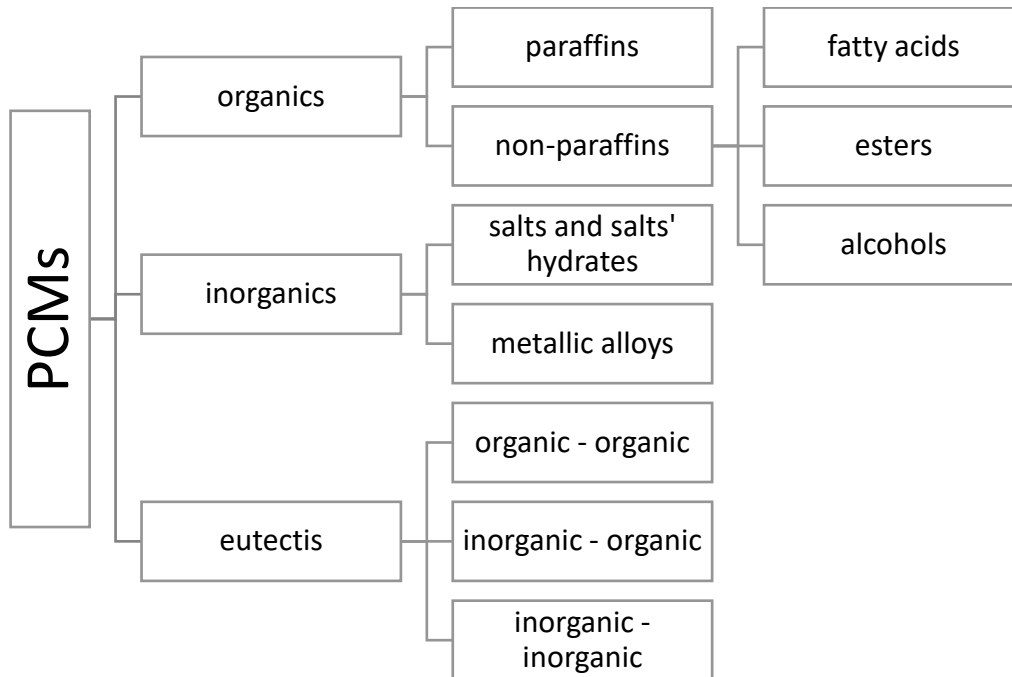 PCMs
organics
paraffins
non-paraffins
fatty acids
esters
alcohols
inorganics
salts and salts'
hydrates
metallic alloys
eutectis
organic - organic
inorganic - organic
inorganic -
inorganic